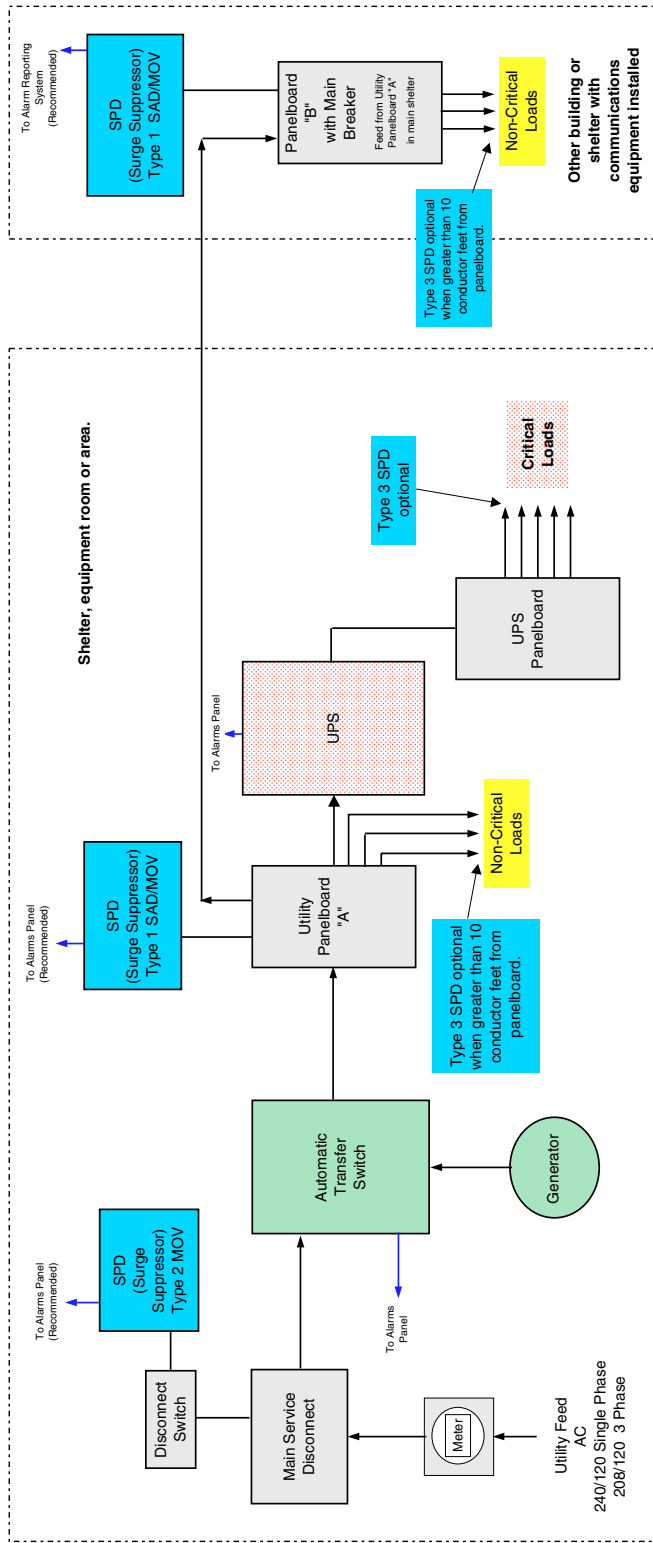 To Alarms Panel
(Recommended)
SPD
(Surge
Suppressor)
Type 2 MOV
Disconnect
Switch
Main Service
Disconnect
Meter
Utility Feed
AC
240/120 Single Phase
208/120 3 Phase
Automatic
Transfer
Switch
To Alarms
Panel
Generator
To Alarms Panel
(Recommended)
SPD
(Surge Suppressor)
Type 1 SAD/MOV
Utility
Panelboard
"A"
Type 3 SPD optional
when greater than 10
conductor feet from
panelboard.
Non-Critical
Loads
Shelter, equipment room or area.
To Alarms Panel
UPS
UPS
Panelboard
Type 3 SPD
optional
Critical
Loads
To Alarm Reporting
System
(Recommended)
SPD
(Surge Suppressor)
Type 1 SAD/MOV
Panelboard
"B"
with Main
Breaker
Feed from Utility
Panelboard "A"
in main shelter
Type 3 SPD optional
when greater than 10
conductor feet from
panelboard.
Non-Critical
Loads
Other building or
shelter with
communications
equipment installed